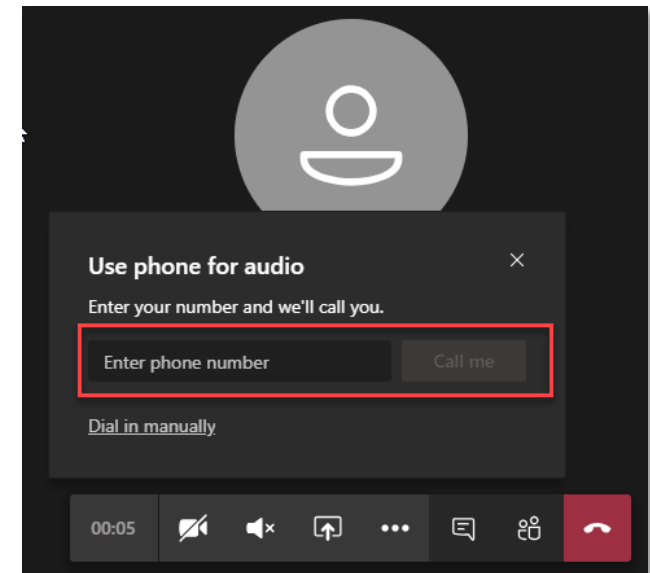 Use phone for audio
Enter your number and we'll call you.
Enter phone number Call me
Dial in manually
00:05